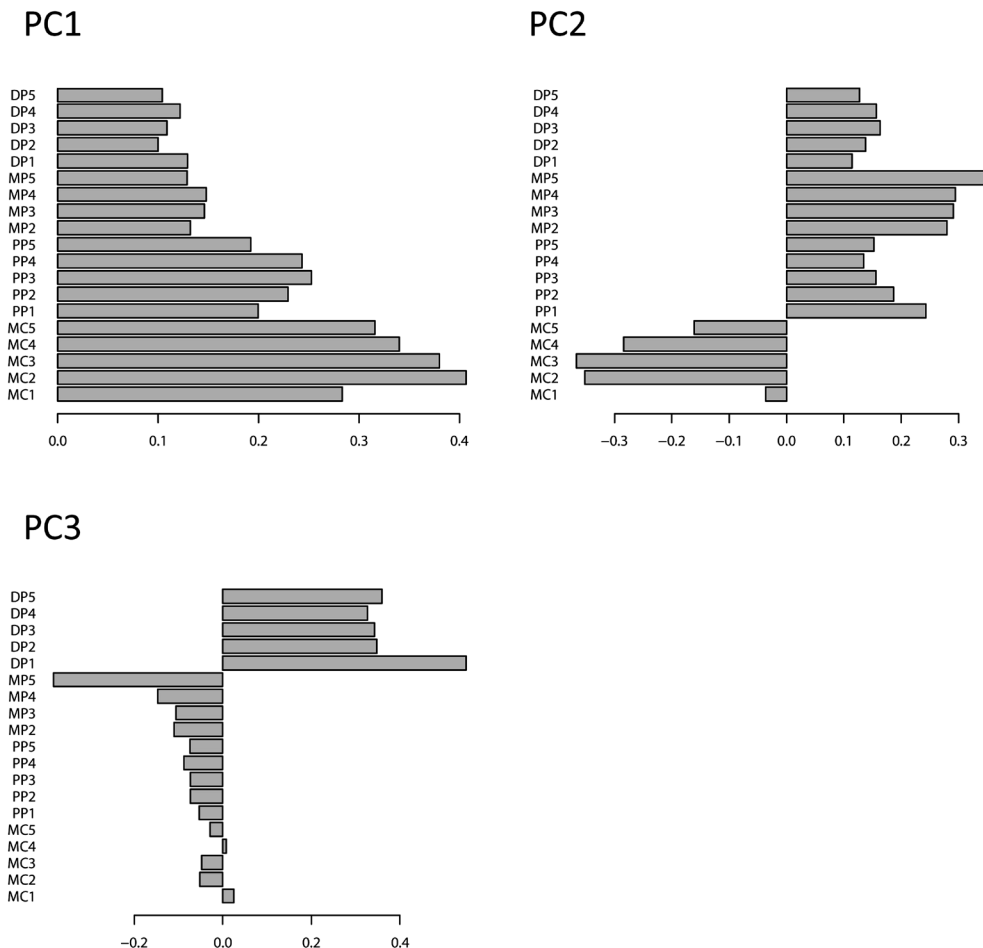 PC1
DP5
DP4
DP3
DP2
DP1
MP5
MP4
MP3
MP2
PP5
PP4
PP3
PP2
PP1
MC5
MC4
MC3
MC2
MC1
0.0 0.1 0.2 0.3 0.4
PC2
DP5
DP4
DP3
DP2
DP1
MP5
MP4
MP3
MP2
PP5
PP4
PP3
PP2
PP1
MC5
MC4
MC3
MC2
MC1
−0.3 −0.2 −0.1 0.0 0.1 0.2 0.3
PC3
DP5
DP4
DP3
DP2
DP1
MP5
MP4
MP3
MP2
PP5
PP4
PP3
PP2
PP1
MC5
MC4
MC3
MC2
MC1
−0.2 0.0 0.2 0.4